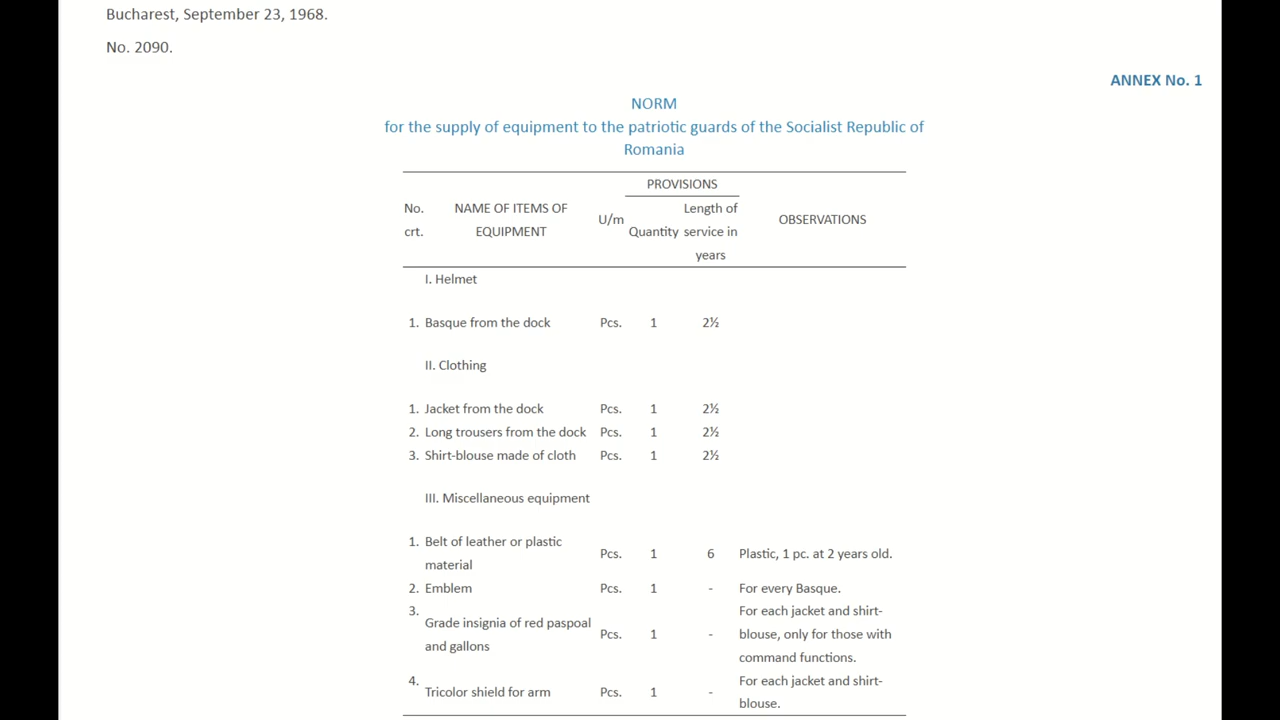 Bucharest, September 23, 1968.
No. 2090.
ANNEX No. 1
NORM
for the supply of equipment to the patriotic guards of the Socialist Republic of
Romania
No. crt. NAME OF ITEMS OF EQUIPMENT U/m PROVISIONS OBSERVATIONS
Quantity Length of service in years
I. Helmet
1. Basque from the dock Pcs. 1 2½
II. Clothing
1. Jacket from the dock Pcs. 1 2½
2. Long trousers from the dock Pcs. 1 2½
3. Shirt-blouse made of cloth Pcs. 1 2½
III. Miscellaneous equipment
1. Belt of leather or plastic material Pcs. 1 6 Plastic, 1 pc. at 2 years old.
2. Emblem Pcs. 1 - For every Basque.
3. Grade insignia of red paspoal and gallons Pcs. 1 - For each jacket and shirt-blouse, only for those with command functions.
4. Tricolor shield for arm Pcs. 1 - For each jacket and shirt-blouse.